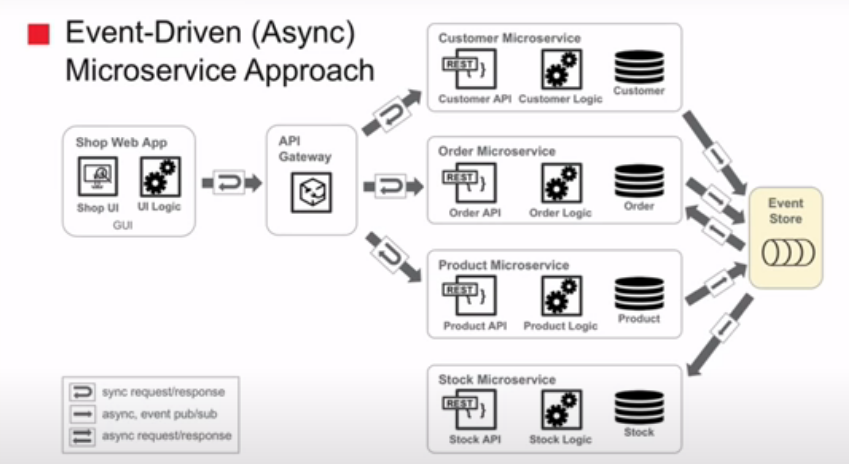 Event-Driven (Async)
Microservice Approach
Shop Web App
Shop UI
UI Logic
GUI
API
Gateway
Customer Microservice
REST
}
Customer API
Customer Logic
Customer
Order Microservice
REST
}
Order API
Order Logic
Order
Product Microservice
REST
}
Product API
Product Logic
Product
Stock Microservice
REST
}
Stock API
Stock Logic
Stock
Event
Store
sync request/response
async, event pub/sub
async request/response